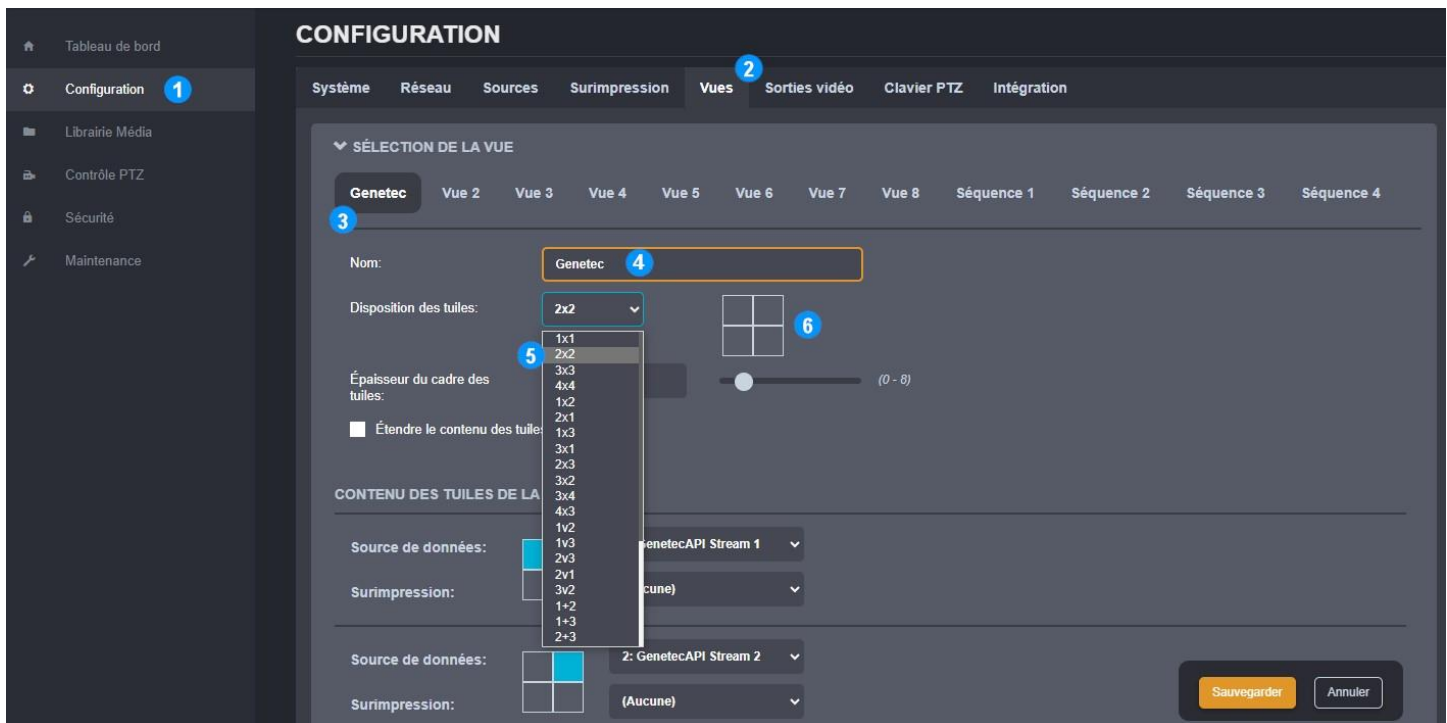 Tableau de bord
Configuration 1
Librairie Média
Contrôle PTZ
Sécurité
Maintenance
CONFIGURATION
2
Système Réseau Sources Surimpression Vues Sorties vidéo Clavier PTZ Intégration
SÉLECTION DE LA VUE
Genetec Vue 2 Vue 3 Vue 4 Vue 5 Vue 6 Vue 7 Vue 8 Séquence 1 Séquence 2 Séquence 3 Séquence 4
3
Nom: Genetec 4
Disposition des tuiles: 2x2
6
1x1
5 2x2
3x3
4x4
1x2
2x1
1x3
3x1
2x3
3x2
3x4
4x3
1v2
1v3
2v3
2v1
3v2
1+2
1+3
2+3
Épaisseur du cadre des
tuiles:
(0 - 8)
Étendre le contenu des tuiles
CONTENU DES TUILES DE LA
Source de données: GenetecAPI Stream 1
Surimpression: cune)
Source de données: 2: GenetecAPI Stream 2
Surimpression: (Aucune)
Sauvegarder Annuler